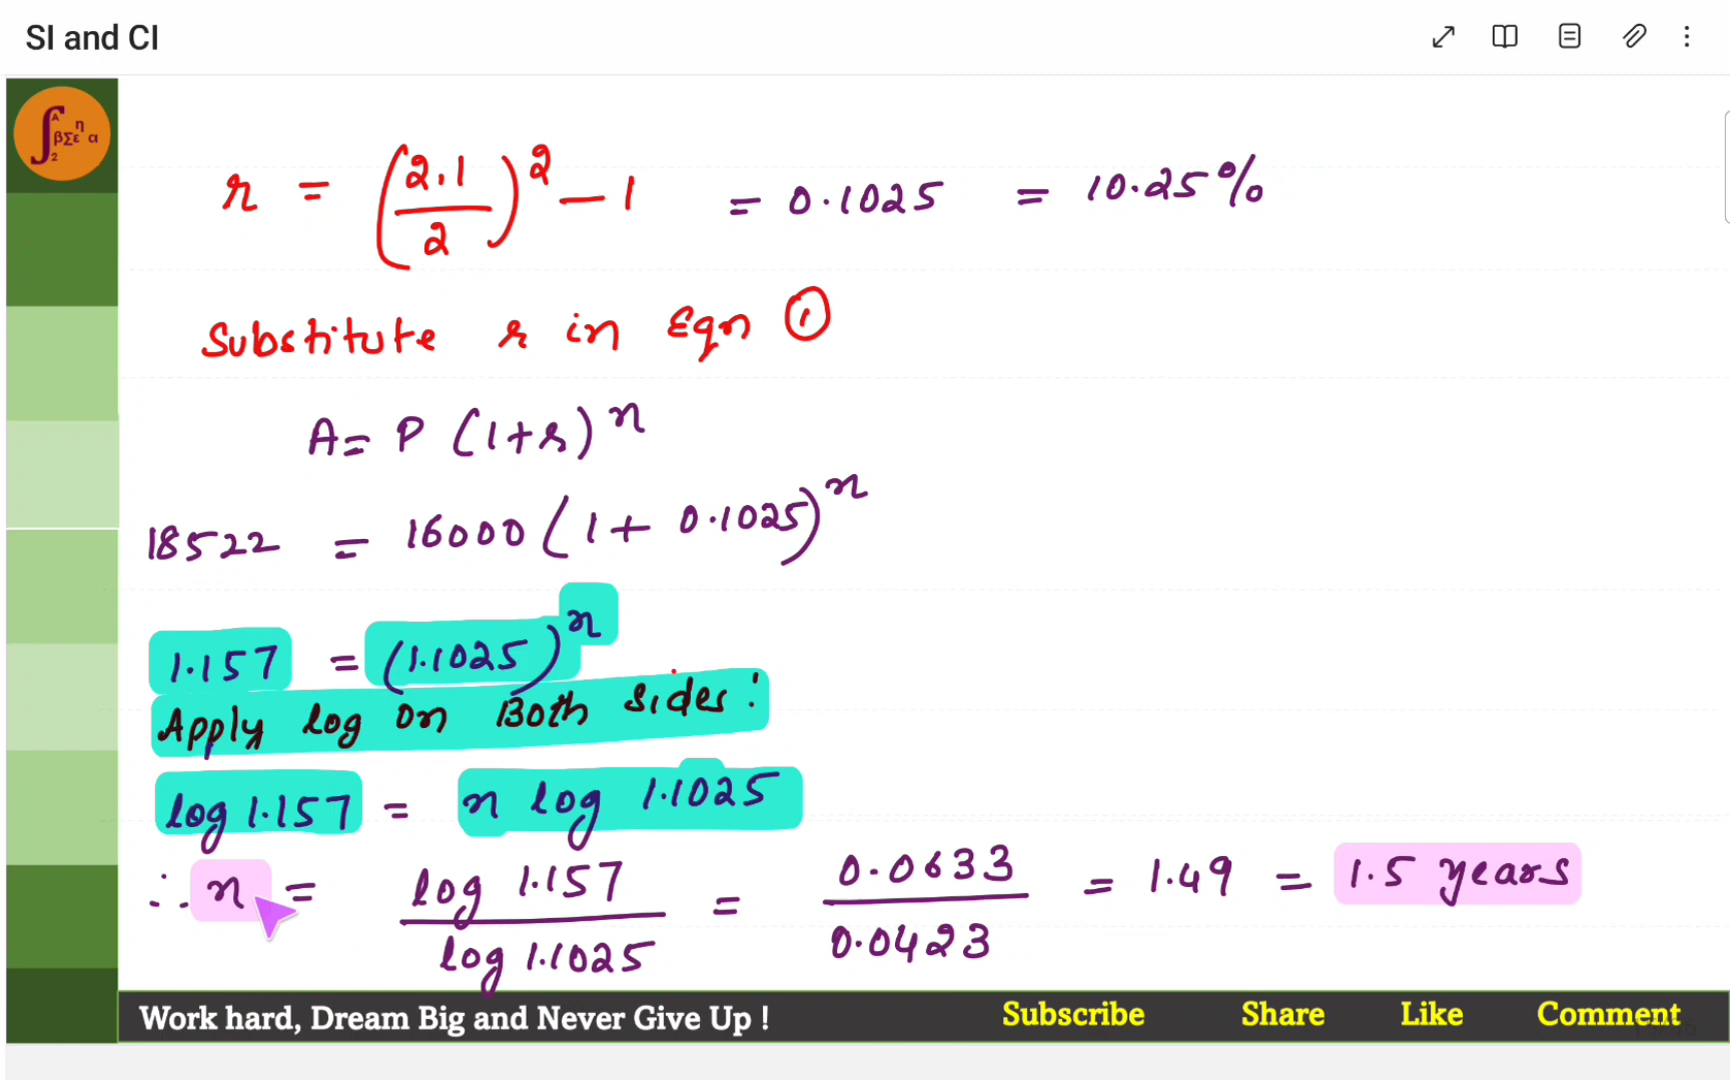 SI and CI
∫ A 2 βΣε η α
r = (2.1/2)^2 − 1 = 0.1025 = 10.25%
Substitute r in Eqn ①
A = P (1+r)^n
18522 = 16000 (1 + 0.1025)^n
1.157 = (1.1025)^n
Apply log on Both sides:
log 1.157 = n log 1.1025
∴ n = log 1.157 / log 1.1025 = 0.0633 / 0.0423 = 1.49 = 1.5 years
Work hard, Dream Big and Never Give Up ! Subscribe Share Like Comment